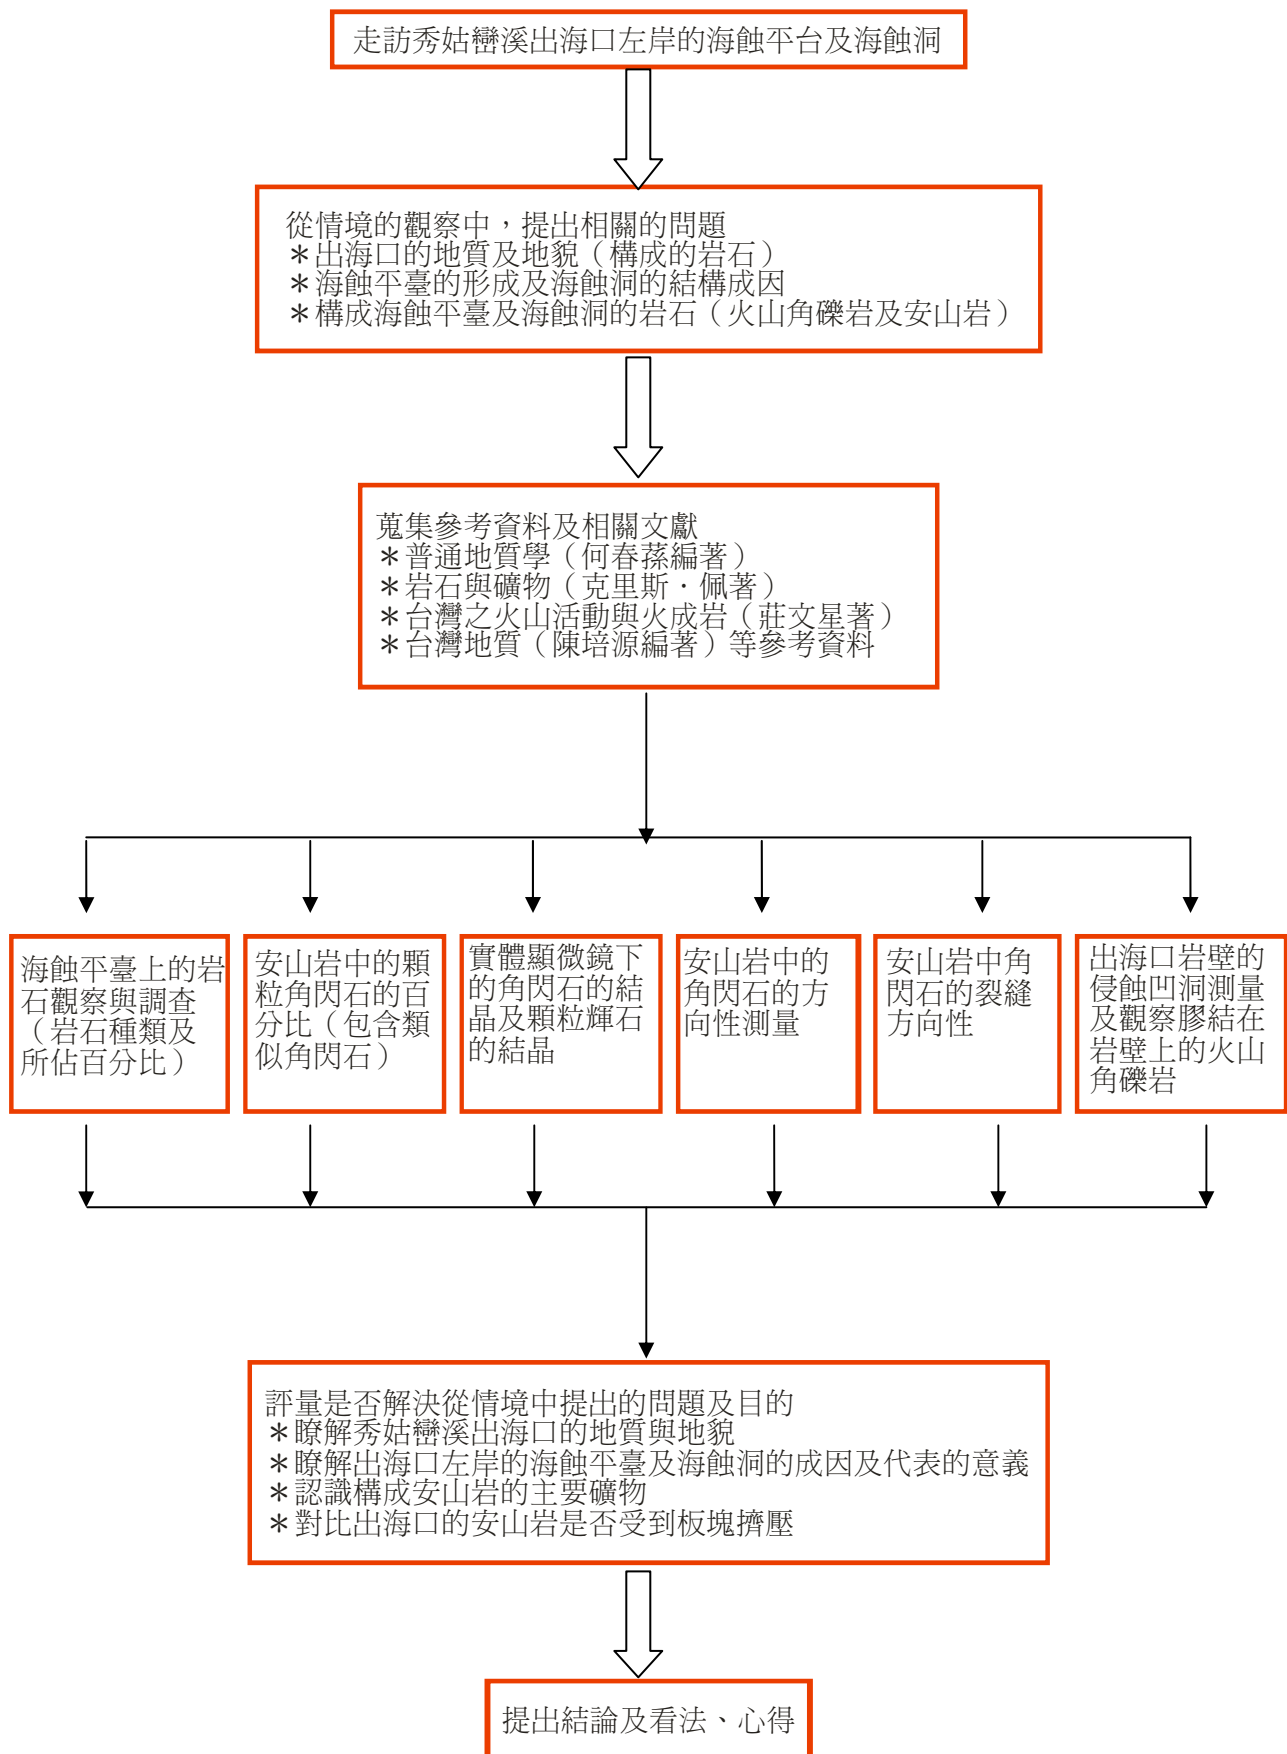 走訪秀姑巒溪出海口左岸的海蝕平台及海蝕洞
從情境的觀察中，提出相關的問題
＊出海口的地質及地貌（構成的岩石）
＊海蝕平臺的形成及海蝕洞的結構成因
＊構成海蝕平臺及海蝕洞的岩石（火山角礫岩及安山岩）
蒐集參考資料及相關文獻
＊普通地質學（何春蓀編著）
＊岩石與礦物（克里斯．佩著）
＊台灣之火山活動與火成岩（莊文星著）
＊台灣地質（陳培源編著）等參考資料
海蝕平臺上的岩
石觀察與調查
（岩石種類及
所佔百分比）
安山岩中的顆
粒角閃石的百
分比（包含類
似角閃石）
實體顯微鏡下
的角閃石的結
晶及顆粒輝石
的結晶
安山岩中的
角閃石的方
向性測量
安山岩中角
閃石的裂縫
方向性
出海口岩壁的
侵蝕凹洞測量
及觀察膠結在
岩壁上的火山
角礫岩
評量是否解決從情境中提出的問題及目的
＊瞭解秀姑巒溪出海口的地質與地貌
＊瞭解出海口左岸的海蝕平臺及海蝕洞的成因及代表的意義
＊認識構成安山岩的主要礦物
＊對比出海口的安山岩是否受到板塊擠壓
提出結論及看法、心得